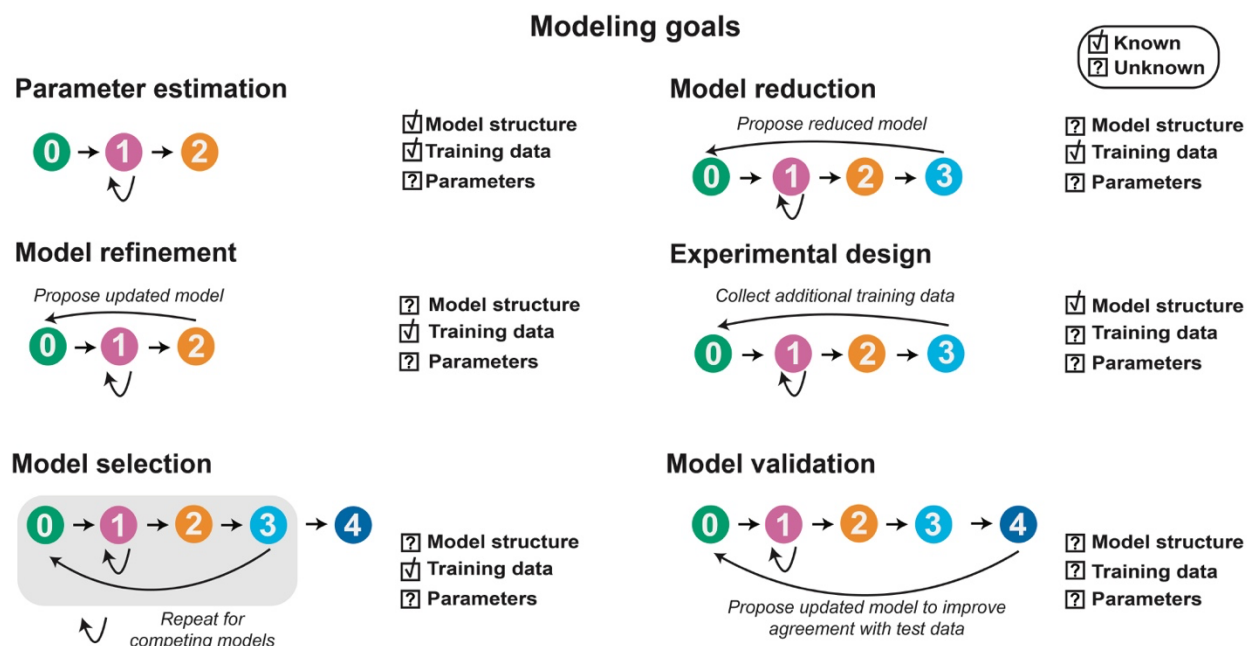 Modeling goals
Known
Unknown
Parameter estimation
0 1 2
Model structure
Training data
Parameters
Model reduction
Propose reduced model
0 1 2 3
Model structure
Training data
Parameters
Model refinement
Propose updated model
0 1 2
Model structure
Training data
Parameters
Experimental design
Collect additional training data
0 1 2 3
Model structure
Training data
Parameters
Model selection
0 1 2 3 4
Repeat for
competing models
Model structure
Training data
Parameters
Model validation
0 1 2 3 4
Propose updated model to improve
agreement with test data
Model structure
Training data
Parameters